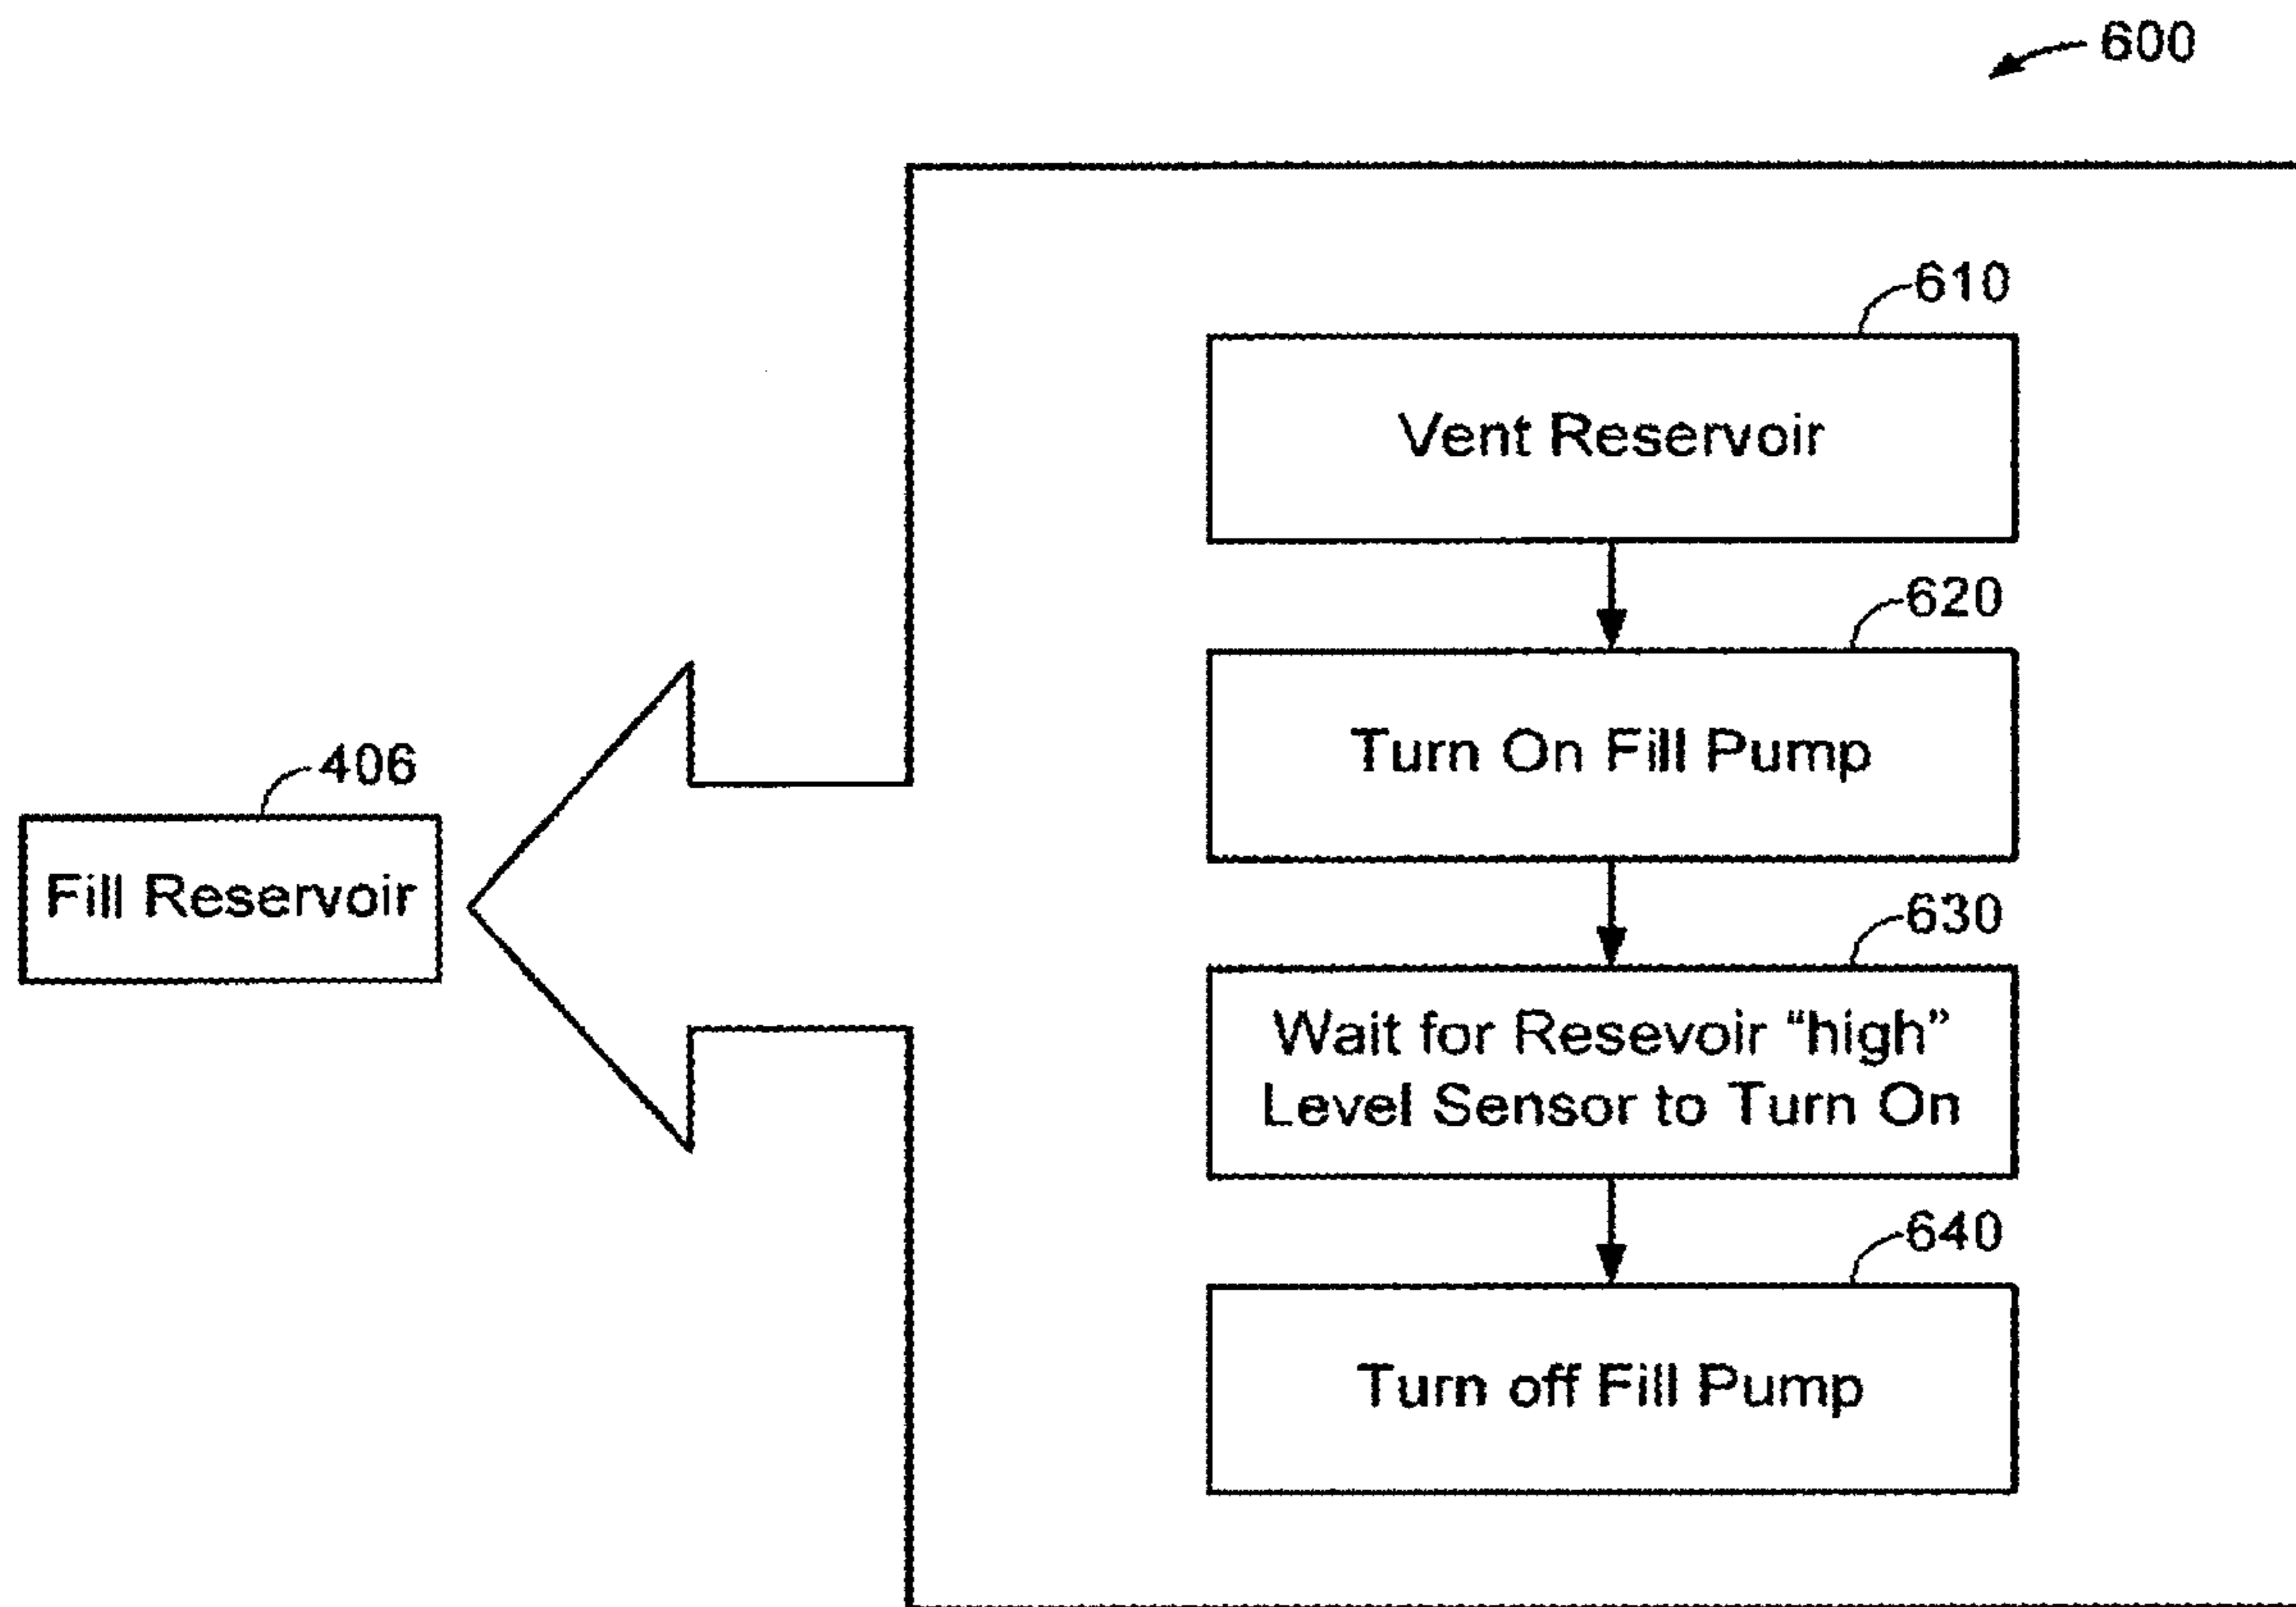 600
610
Vent Reservoir
620
Turn On Fill Pump
406
Fill Reservoir
630
Wait for Resevoir “high”
Level Sensor to Turn On
640
Turn off Fill Pump